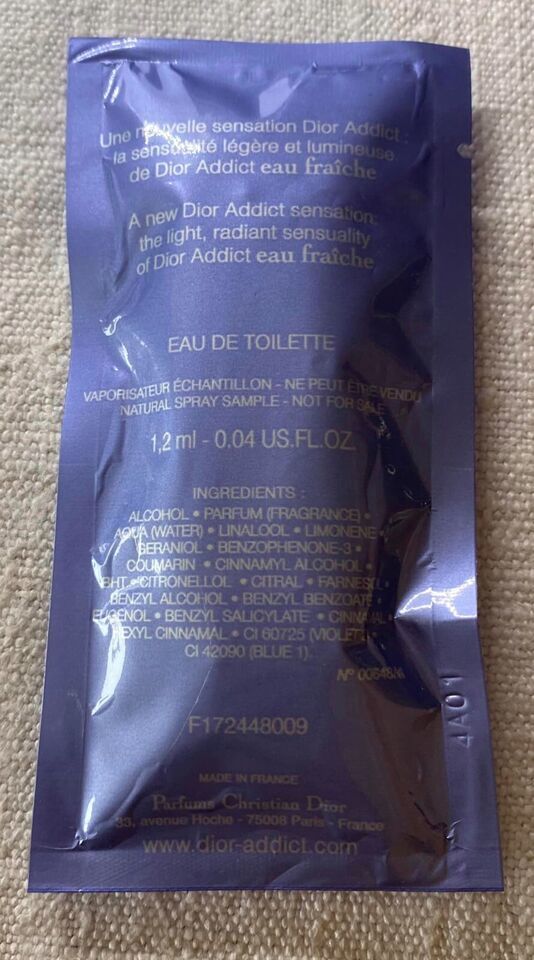 Une nouvelle sensation Dior Addict :
la sensualité légère et lumineuse
de Dior Addict eau fraîche
A new Dior Addict sensation:
the light, radiant sensuality
of Dior Addict eau fraîche
EAU DE TOILETTE
VAPORISATEUR ÉCHANTILLON - NE PEUT ÊTRE VENDU
NATURAL SPRAY SAMPLE - NOT FOR SALE
1,2 ml - 0.04 US.FL.OZ.
INGREDIENTS :
ALCOHOL • PARFUM (FRAGRANCE) •
AQUA (WATER) • LINALOOL • LIMONENE •
GERANIOL • BENZOPHENONE-3 •
COUMARIN • CINNAMYL ALCOHOL •
BHT • CITRONELLOL • CITRAL • FARNESOL •
BENZYL ALCOHOL • BENZYL BENZOATE •
EUGENOL • BENZYL SALICYLATE • CINNAMAL •
HEXYL CINNAMAL • CI 60725 (VIOLET 2) •
CI 42090 (BLUE 1).
N° 00648/A
F172448009
4A01
MADE IN FRANCE
Parfums Christian Dior
33, avenue Hoche - 75008 Paris - France
www.dior-addict.com